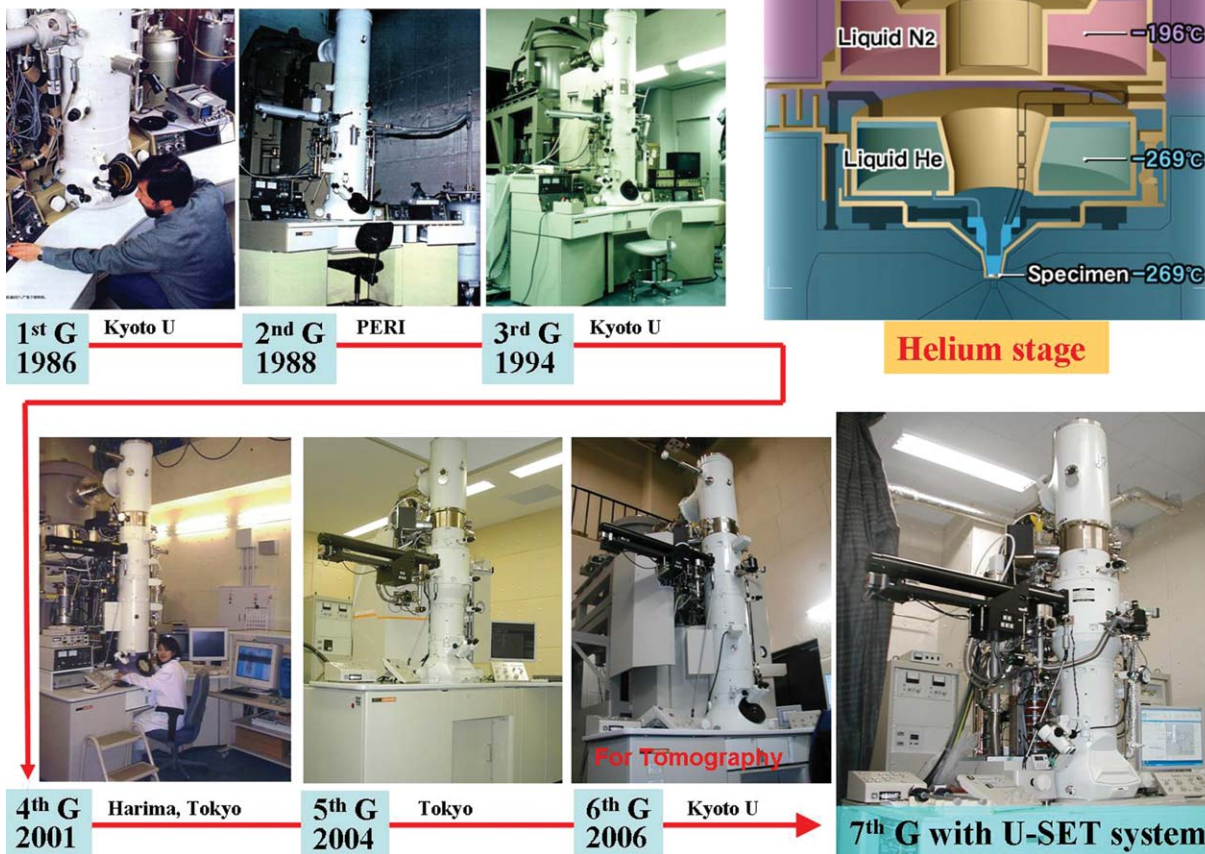 Liquid N2
-196℃
Liquid He
-269℃
Specimen -269℃
Helium stage
1st G
1986
Kyoto U
2nd G
1988
PERI
3rd G
1994
Kyoto U
For Tomography
4th G
2001
Harima, Tokyo
5th G
2004
Tokyo
6th G
2006
Kyoto U
7th G with U-SET system